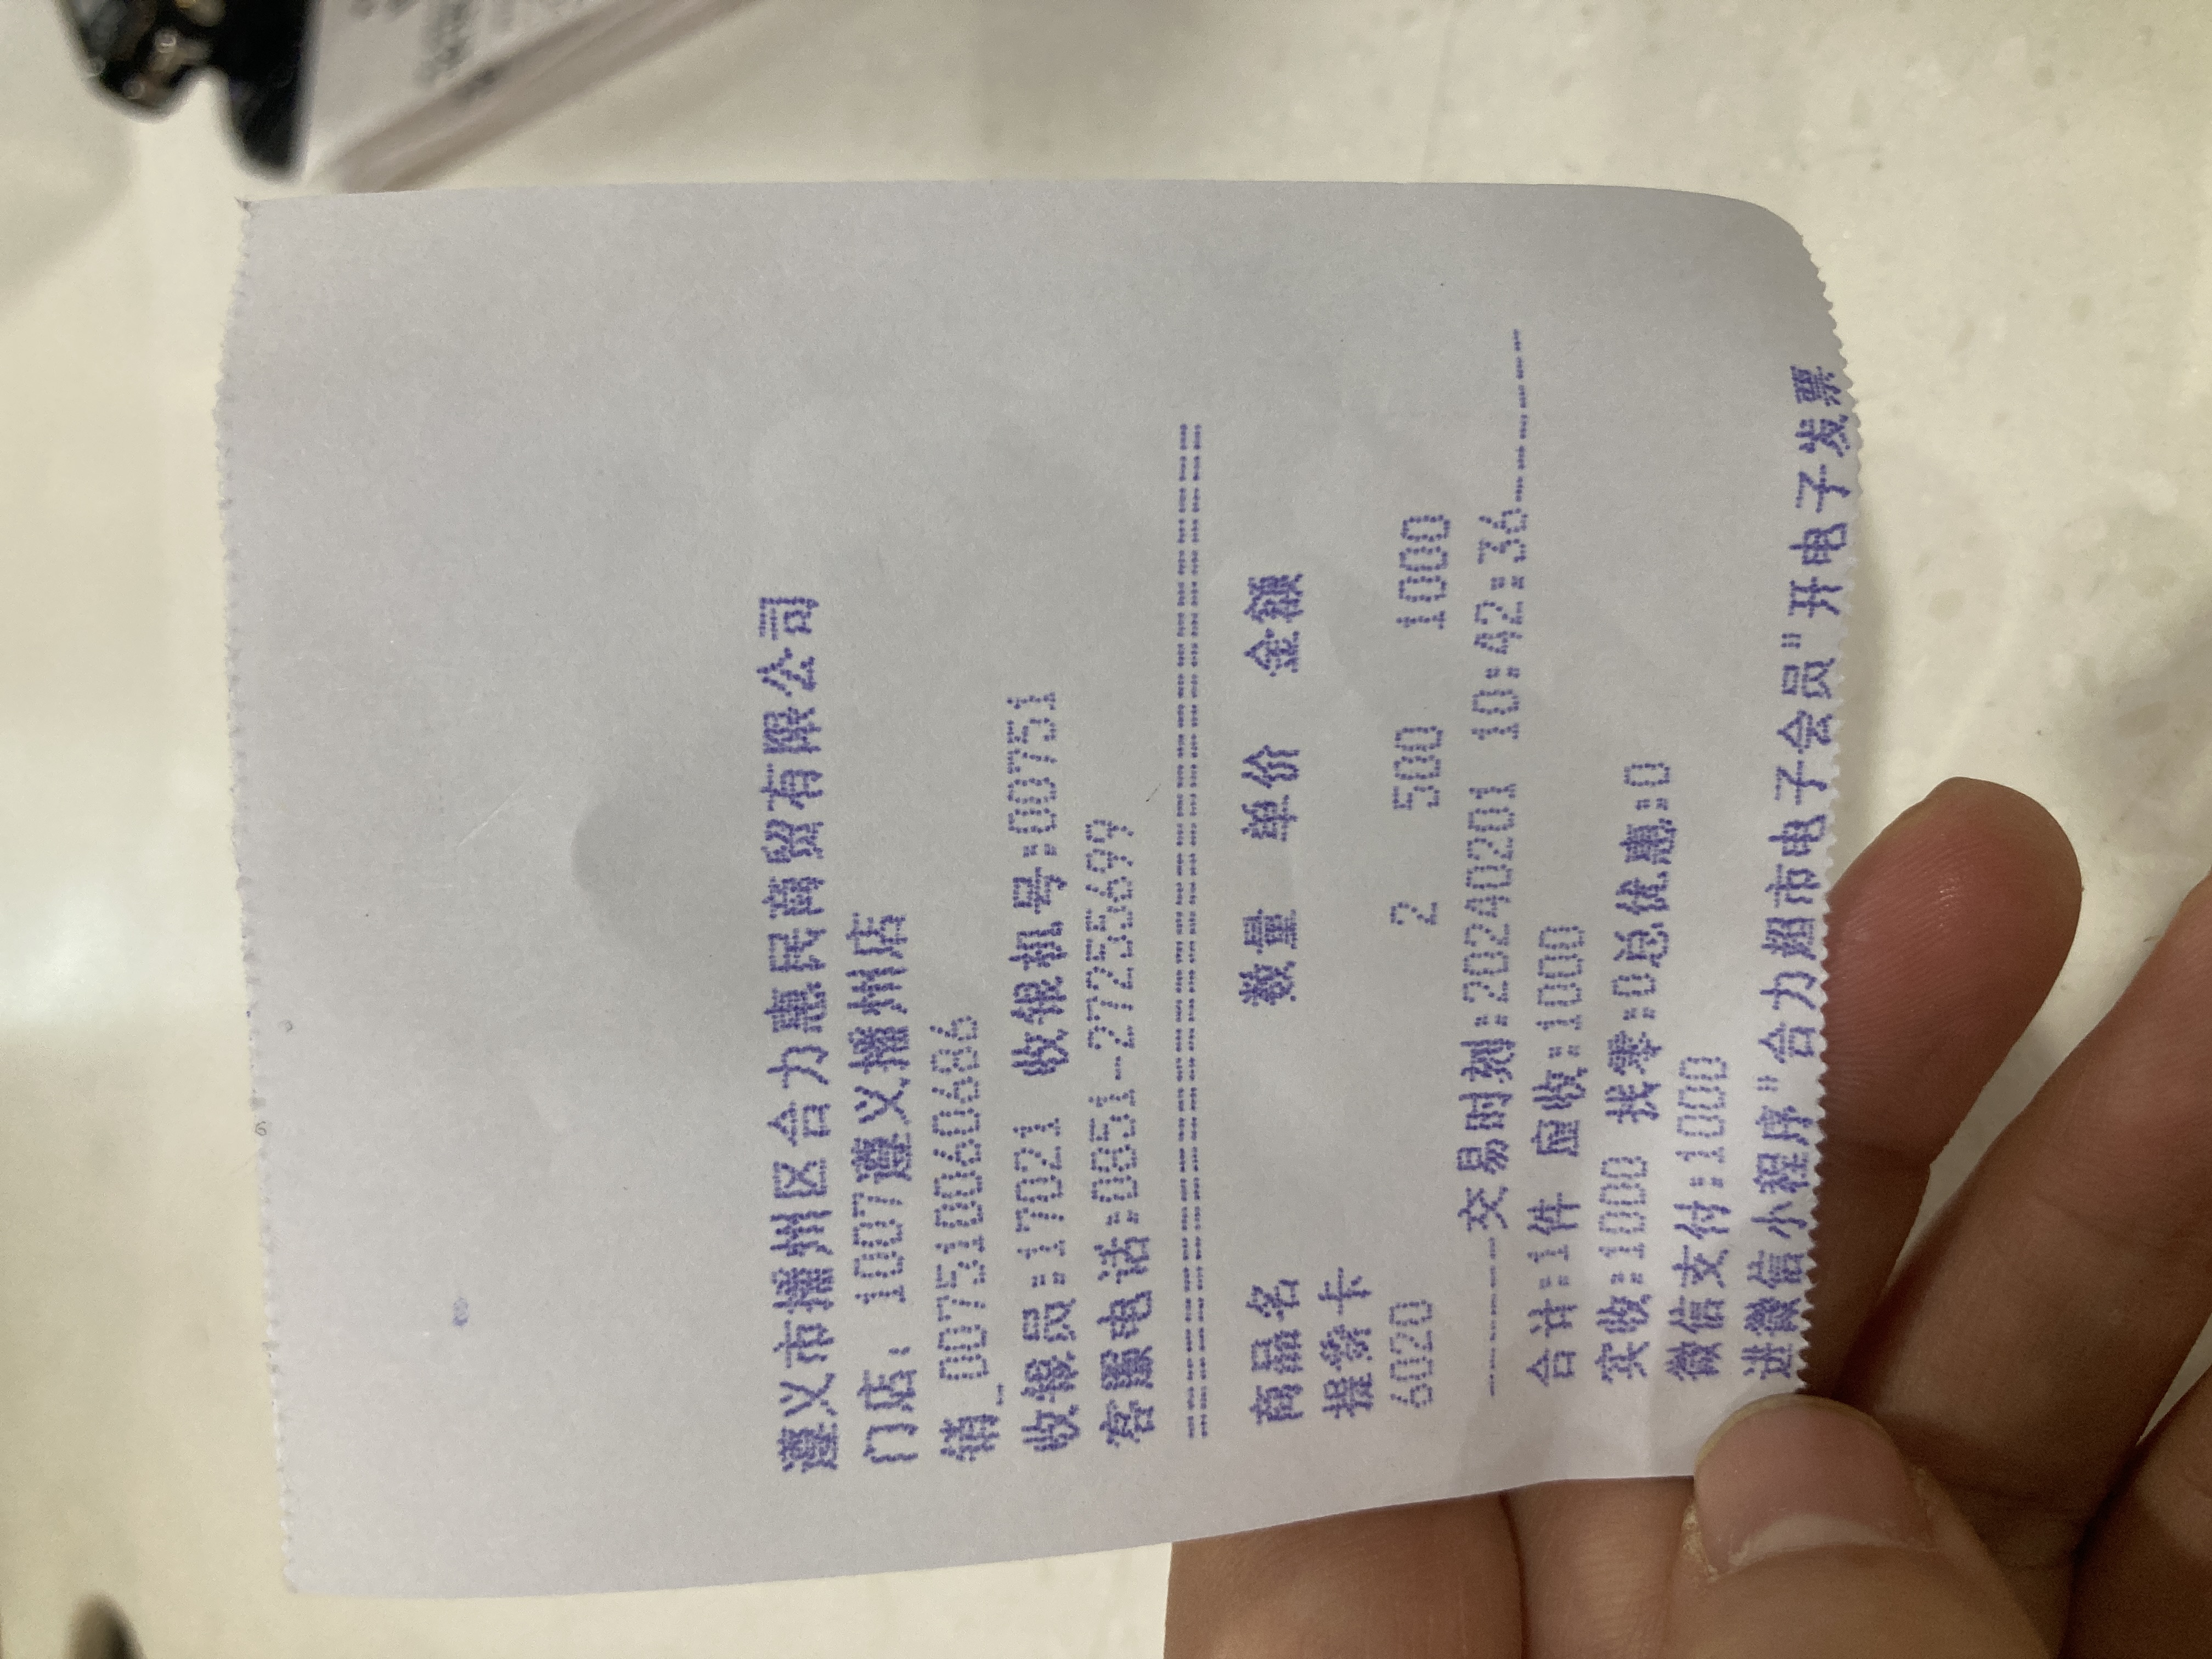 遵义市播州区合力惠民商贸有限公司
门店: 1007遵义播州店
销_007510060686
收银员:17021 收银机号:00751
客服电话:0851-27255699
========================================
商品名 数量 单价 金额
提货卡
6020 2 500 1000
--------交易时刻:20240201 10:42:36--------
合计:1件 应收:1000
实收:1000 找零:0总优惠:0
微信支付:1000
进微信小程序"合力超市电子会员"开电子发票